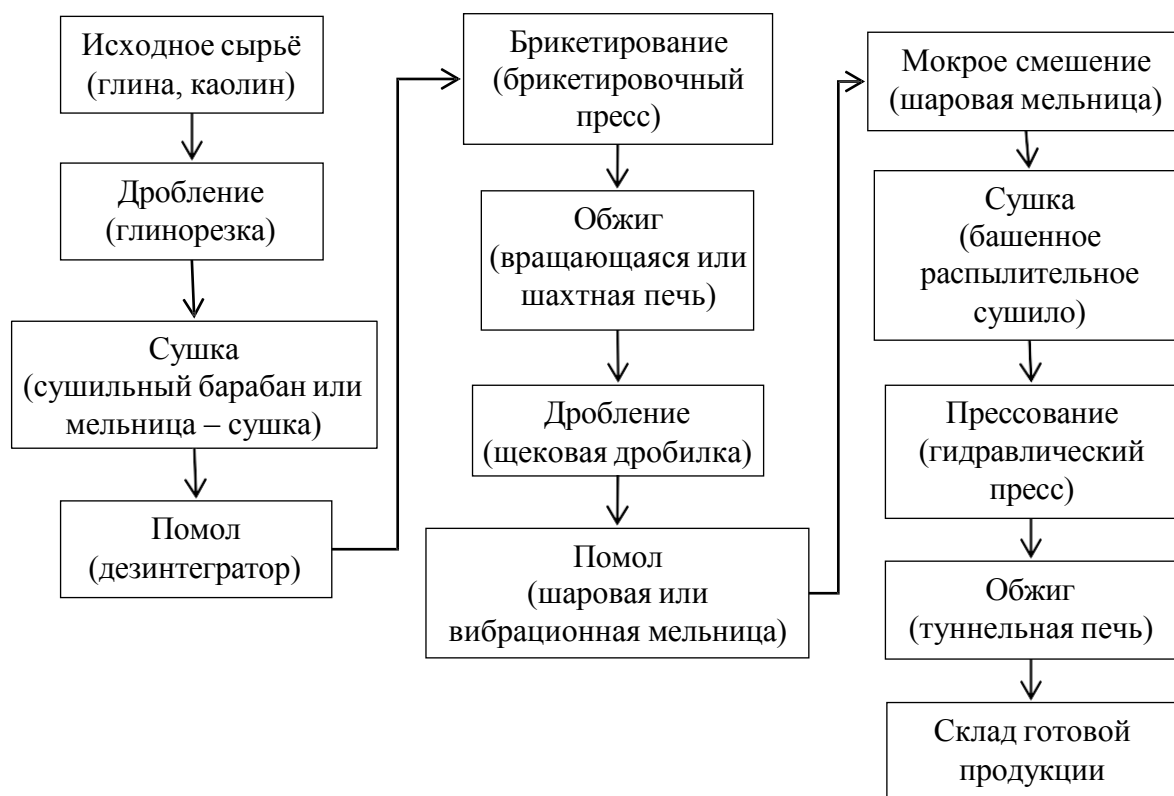 Исходное сырьё
(глина, каолин)
Дробление
(глинорезка)
Сушка
(сушильный барабан или
мельница – сушка)
Помол
(дезинтегратор)
Брикетирование
(брикетировочный
пресс)
Обжиг
(вращающаяся или
шахтная печь)
Дробление
(щековая дробилка)
Помол
(шаровая или
вибрационная мельница)
Мокрое смешение
(шаровая мельница)
Сушка
(башенное
распылительное
сушило)
Прессование
(гидравлический
пресс)
Обжиг
(туннельная печь)
Склад готовой
продукции